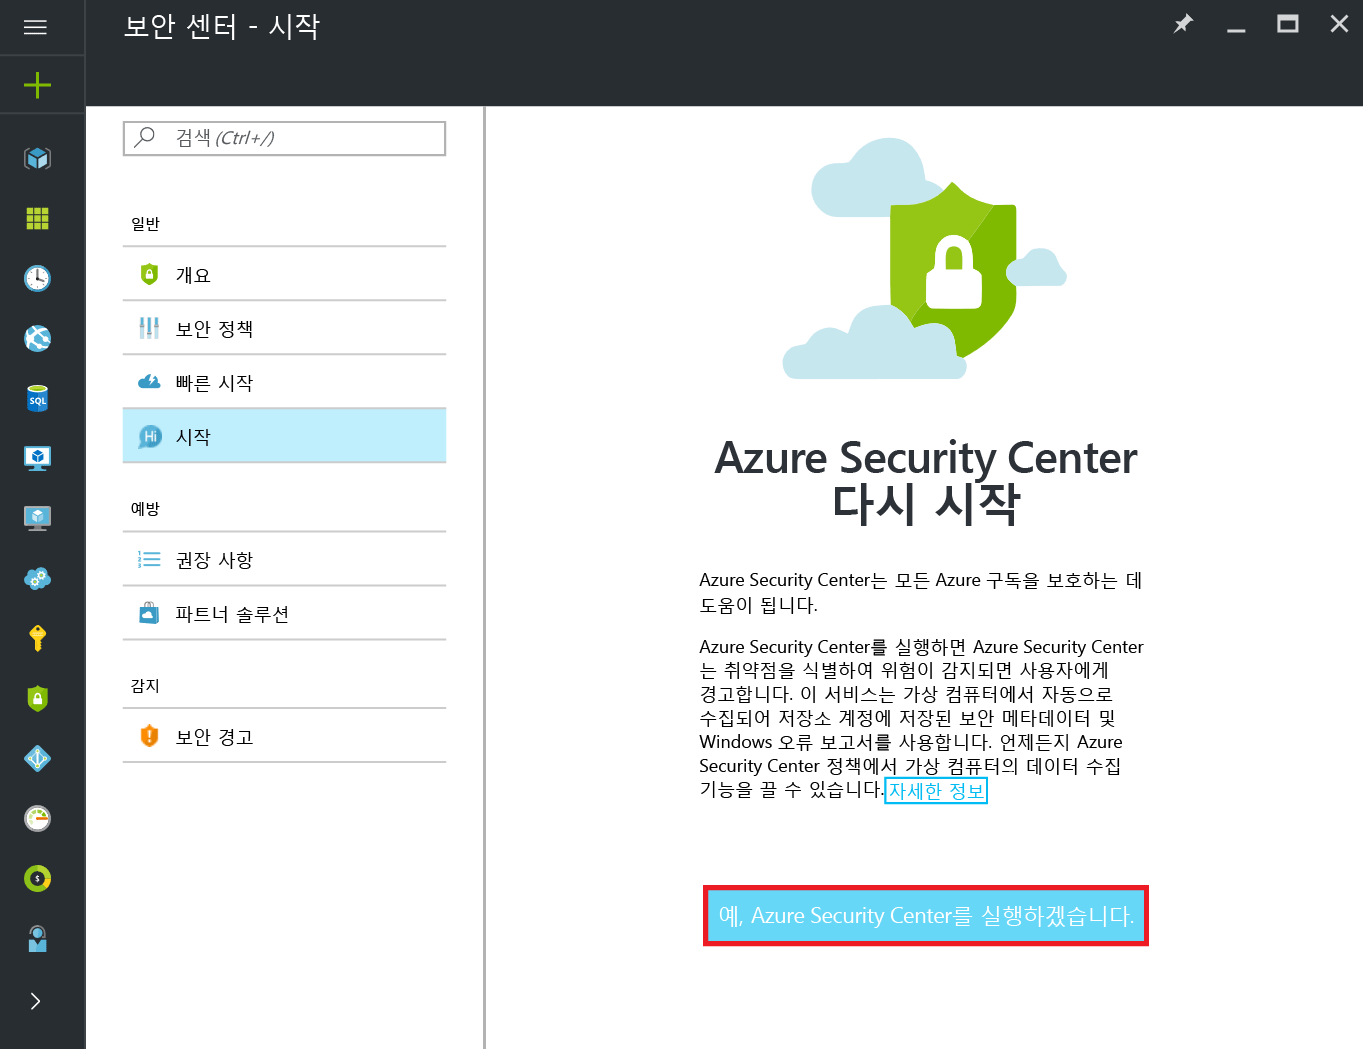 보안 센터 - 시작
검색 (Ctrl+/)
일반
개요
보안 정책
빠른 시작
Hi
시작
예방
1
2
3
권장 사항
파트너 솔루션
감지
보안 경고
SQL
$
Azure Security Center
다시 시작
Azure Security Center는 모든 Azure 구독을 보호하는 데
도움이 됩니다.
Azure Security Center를 실행하면 Azure Security Center
는 취약점을 식별하여 위험이 감지되면 사용자에게
경고합니다. 이 서비스는 가상 컴퓨터에서 자동으로
수집되어 저장소 계정에 저장된 보안 메타데이터 및
Windows 오류 보고서를 사용합니다. 언제든지 Azure
Security Center 정책에서 가상 컴퓨터의 데이터 수집
기능을 끌 수 있습니다. 자세한 정보
예, Azure Security Center를 실행하겠습니다.